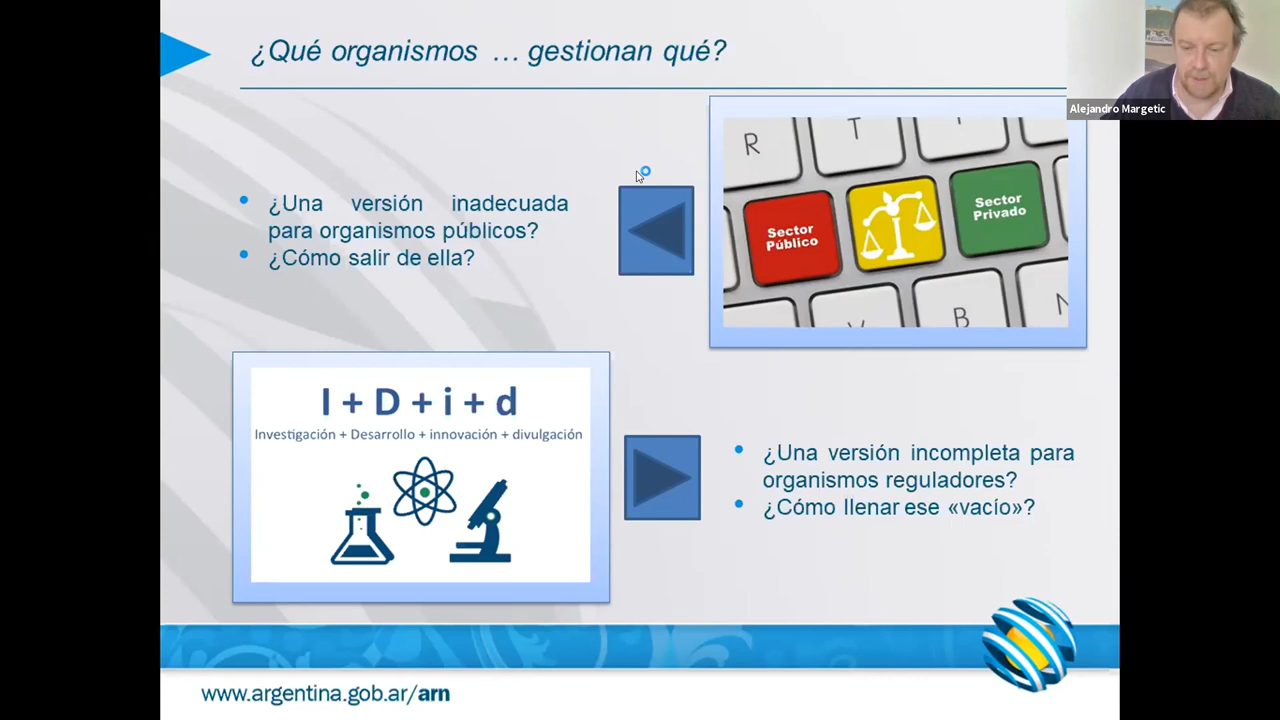 ¿Qué organismos … gestionan qué?
Alejandro Margetic
R
T
¿Una versión inadecuada
para organismos públicos?
¿Cómo salir de ella?
Sector
Público
Sector
Privado
B
I + D + i + d
Investigación + Desarrollo + innovación + divulgación
¿Una versión incompleta para
organismos reguladores?
¿Cómo llenar ese «vacío»?
www.argentina.gob.ar/arn